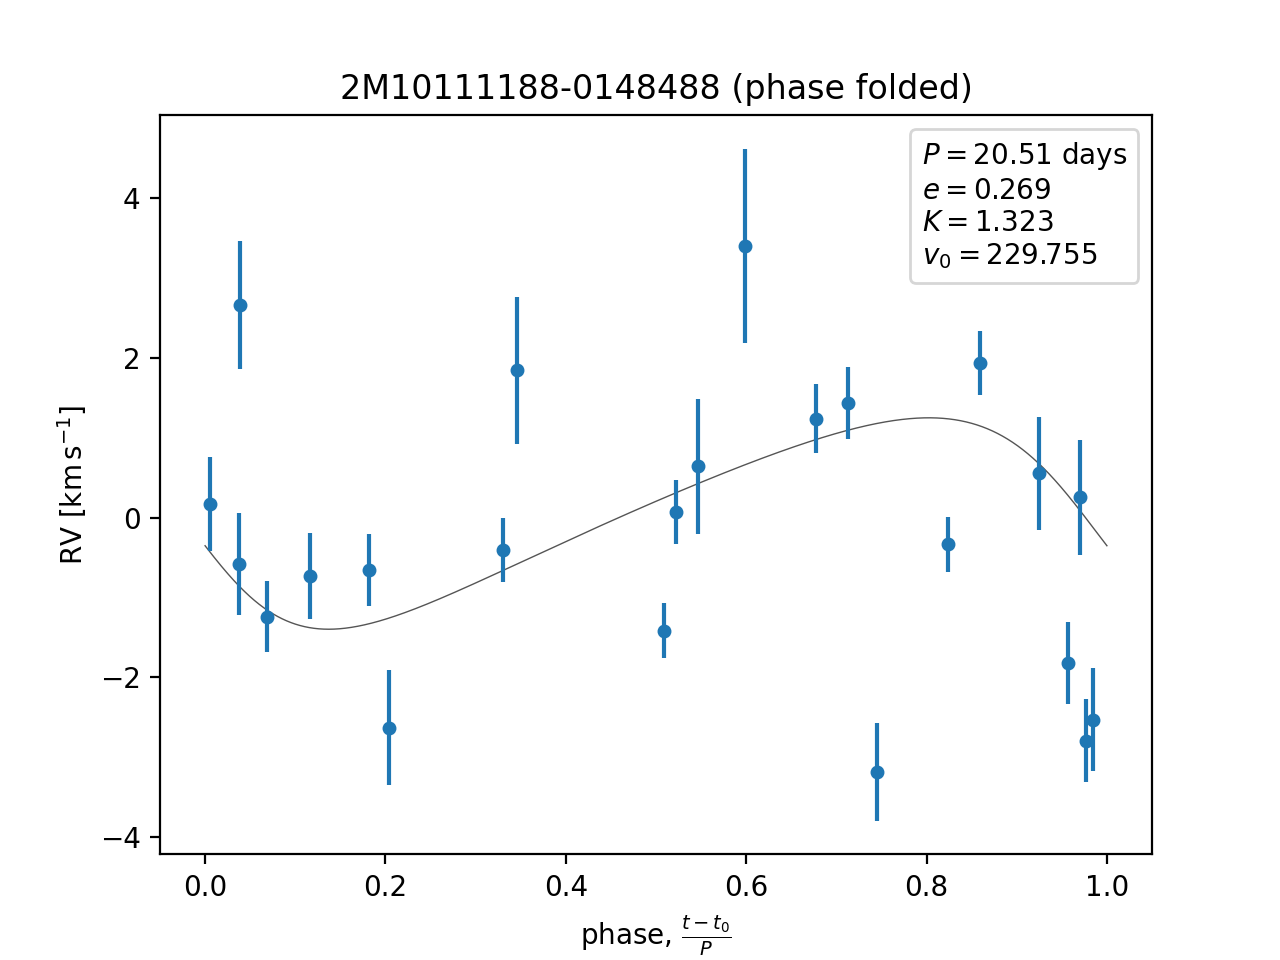 2M10111188-0148488 (phase folded)
P = 20.51 days
e = 0.269
K = 1.323
v₀ = 229.755
RV [km s⁻¹]
4
2
0
−2
−4
0.0 0.2 0.4 0.6 0.8 1.0
phase, (t − t₀)/P